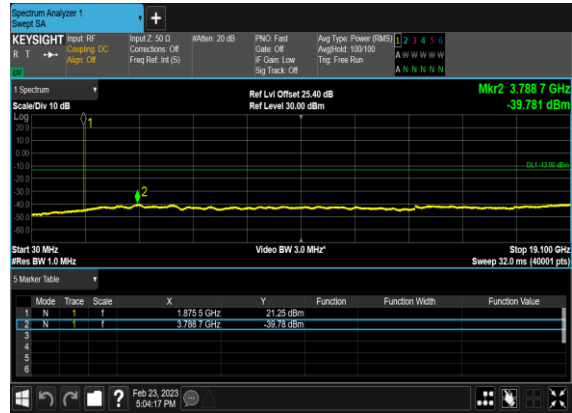 Spectrum Analyzer 1
Swept SA
+
KEYSIGHT Input: RF Input Z: 50 Ω #Atten: 20 dB PNO: Fast Avg Type: Power (RMS) 1 2 3 4 5 6
R T Coupling: DC Corrections: Off Gate: Off Avg|Hold: 100/100 A W W W W W
Align: Off Freq Ref: Int (S) IF Gain: Low Trig: Free Run
LW Sig Track: Off A N N N N N
1 Spectrum Ref Lvl Offset 25.40 dB Mkr2 3.788 7 GHz
Scale/Div 10 dB Ref Level 30.00 dBm -39.781 dBm
Log
20.0
10.0
0.00
-10.0
-20.0
-30.0
-40.0
-50.0
-60.0
1
DL1 -13.00 dBm
2
Start 30 MHz Video BW 3.0 MHz* Stop 19.100 GHz
#Res BW 1.0 MHz Sweep 32.0 ms (40001 pts)
5 Marker Table
Mode Trace Scale X Y Function Function Width Function Value
1 N 1 f 1.875 5 GHz 21.25 dBm
2 N 1 f 3.788 7 GHz -39.78 dBm
3
4
5
6
? Feb 23, 2023
5:04:17 PM